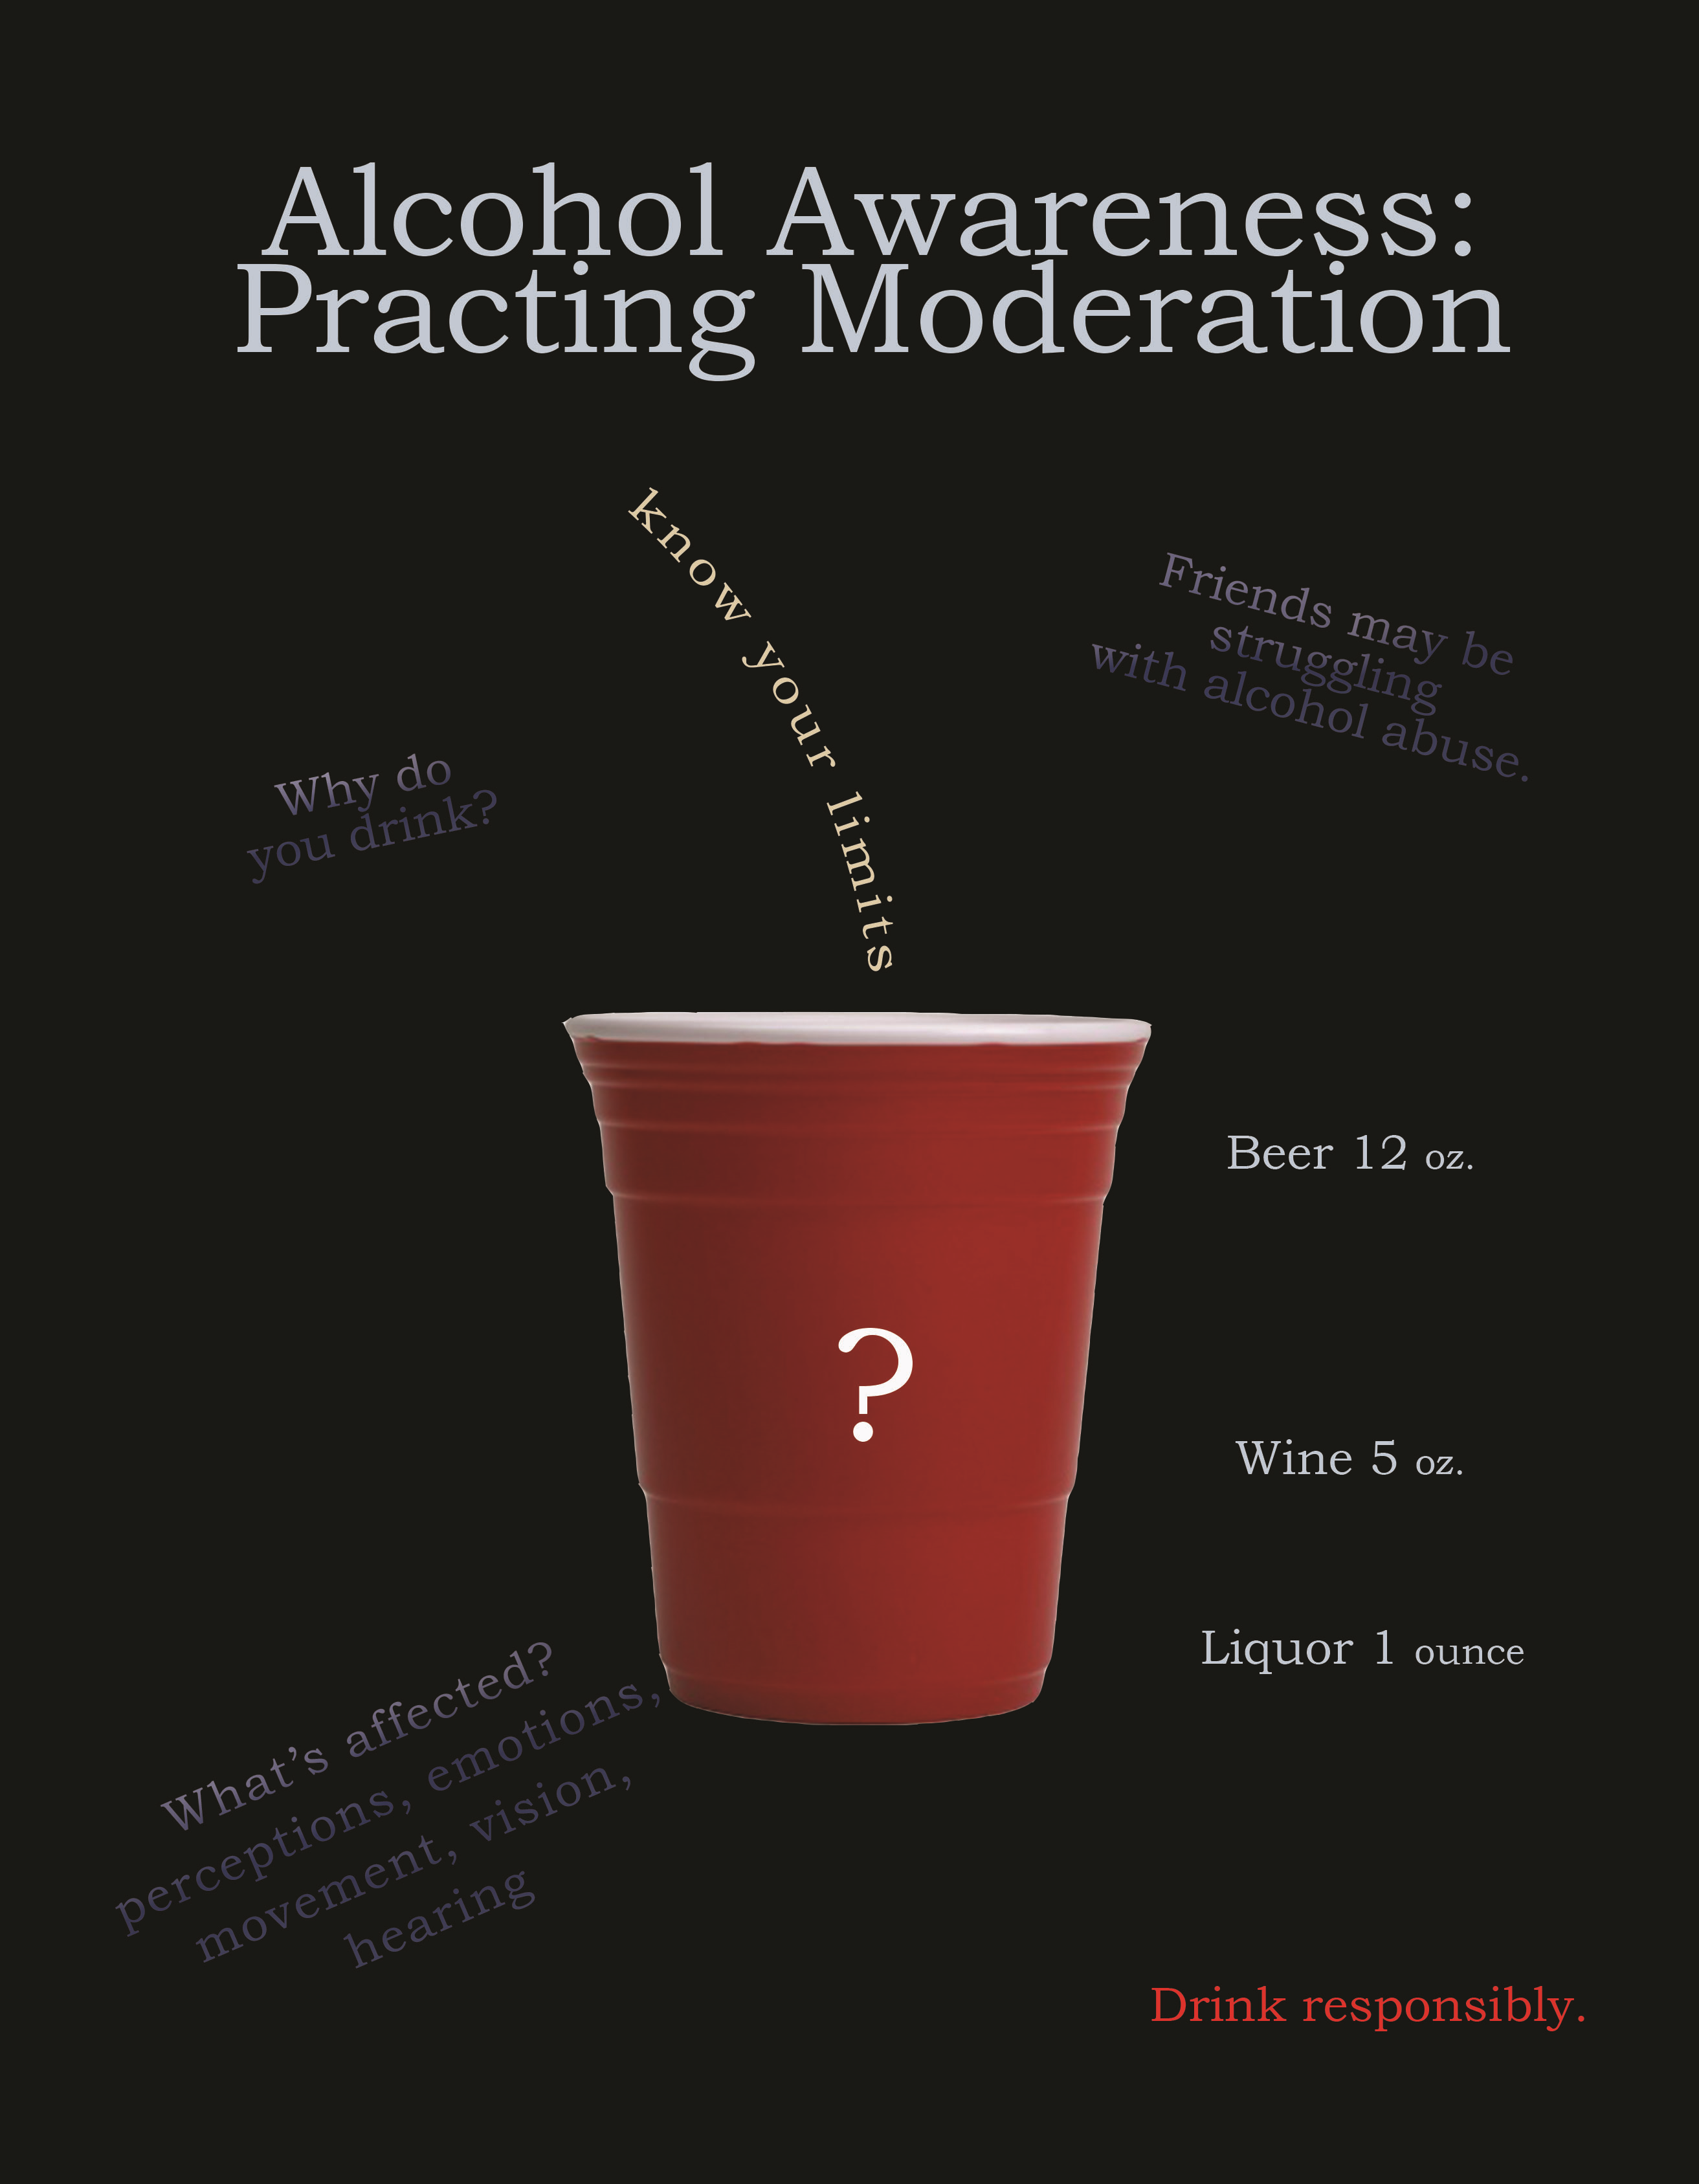 Alcohol Awareness:
Practing Moderation
know your limits
Friends may be
struggling
with alcohol abuse.
Why do
you drink?
Beer 12 oz.
?
Wine 5 oz.
Liquor 1 ounce
What’s affected?
perceptions, emotions,
movement, vision,
hearing
Drink responsibly.